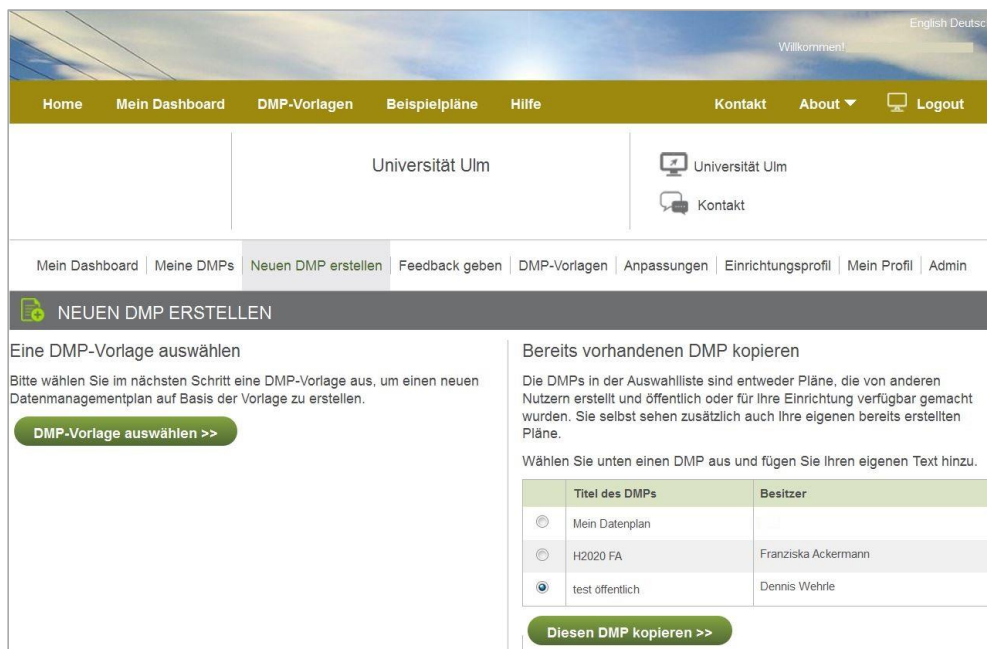 English Deutsc
Willkommen!
Home Mein Dashboard DMP-Vorlagen Beispielpläne Hilfe Kontakt About Logout
Universität Ulm
Universität Ulm
Kontakt
Mein Dashboard Meine DMPs Neuen DMP erstellen Feedback geben DMP-Vorlagen Anpassungen Einrichtungsprofil Mein Profil Admin
NEUEN DMP ERSTELLEN
Eine DMP-Vorlage auswählen
Bitte wählen Sie im nächsten Schritt eine DMP-Vorlage aus, um einen neuen
Datenmanagementplan auf Basis der Vorlage zu erstellen.
DMP-Vorlage auswählen >>
Bereits vorhandenen DMP kopieren
Die DMPs in der Auswahlliste sind entweder Pläne, die von anderen
Nutzern erstellt und öffentlich oder für Ihre Einrichtung verfügbar gemacht
wurden. Sie selbst sehen zusätzlich auch Ihre eigenen bereits erstellten
Pläne.
Wählen Sie unten einen DMP aus und fügen Sie Ihren eigenen Text hinzu.
Titel des DMPs Besitzer
Mein Datenplan
H2020 FA Franziska Ackermann
test öffentlich Dennis Wehrle
Diesen DMP kopieren >>